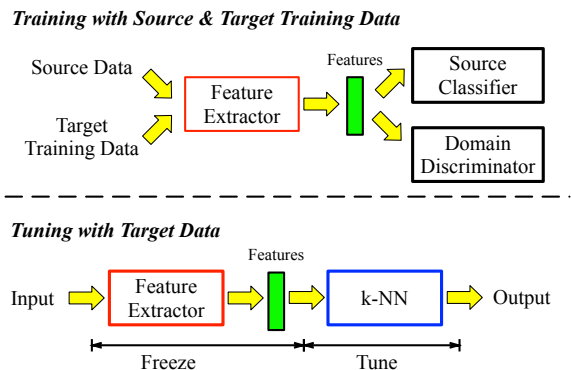 Training with Source & Target Training Data
Source Data
Target
Training Data
Feature
Extractor
Features
Source
Classifier
Domain
Discriminator
Tuning with Target Data
Input
Feature
Extractor
Features
k-NN
Output
Freeze
Tune